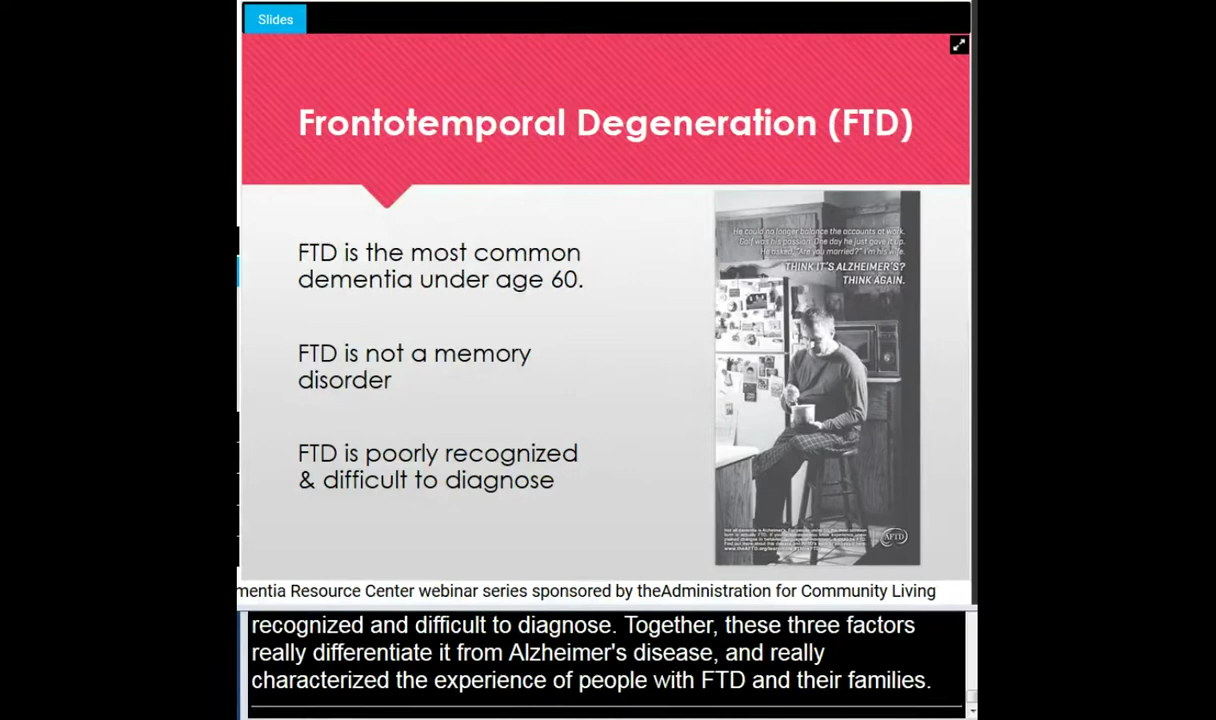 Slides
Frontotemporal Degeneration (FTD)
FTD is the most common
dementia under age 60.
FTD is not a memory
disorder
FTD is poorly recognized
& difficult to diagnose
He could no longer balance the accounts at work.
Golf was his passion. One day he just gave it up.
He asked, "Are you married?" I'm his wife.
THINK IT'S ALZHEIMER'S?
THINK AGAIN.
AFTD
mentia Resource Center webinar series sponsored by theAdministration for Community Living
recognized and difficult to diagnose. Together, these three factors
really differentiate it from Alzheimer's disease, and really
characterized the experience of people with FTD and their families.